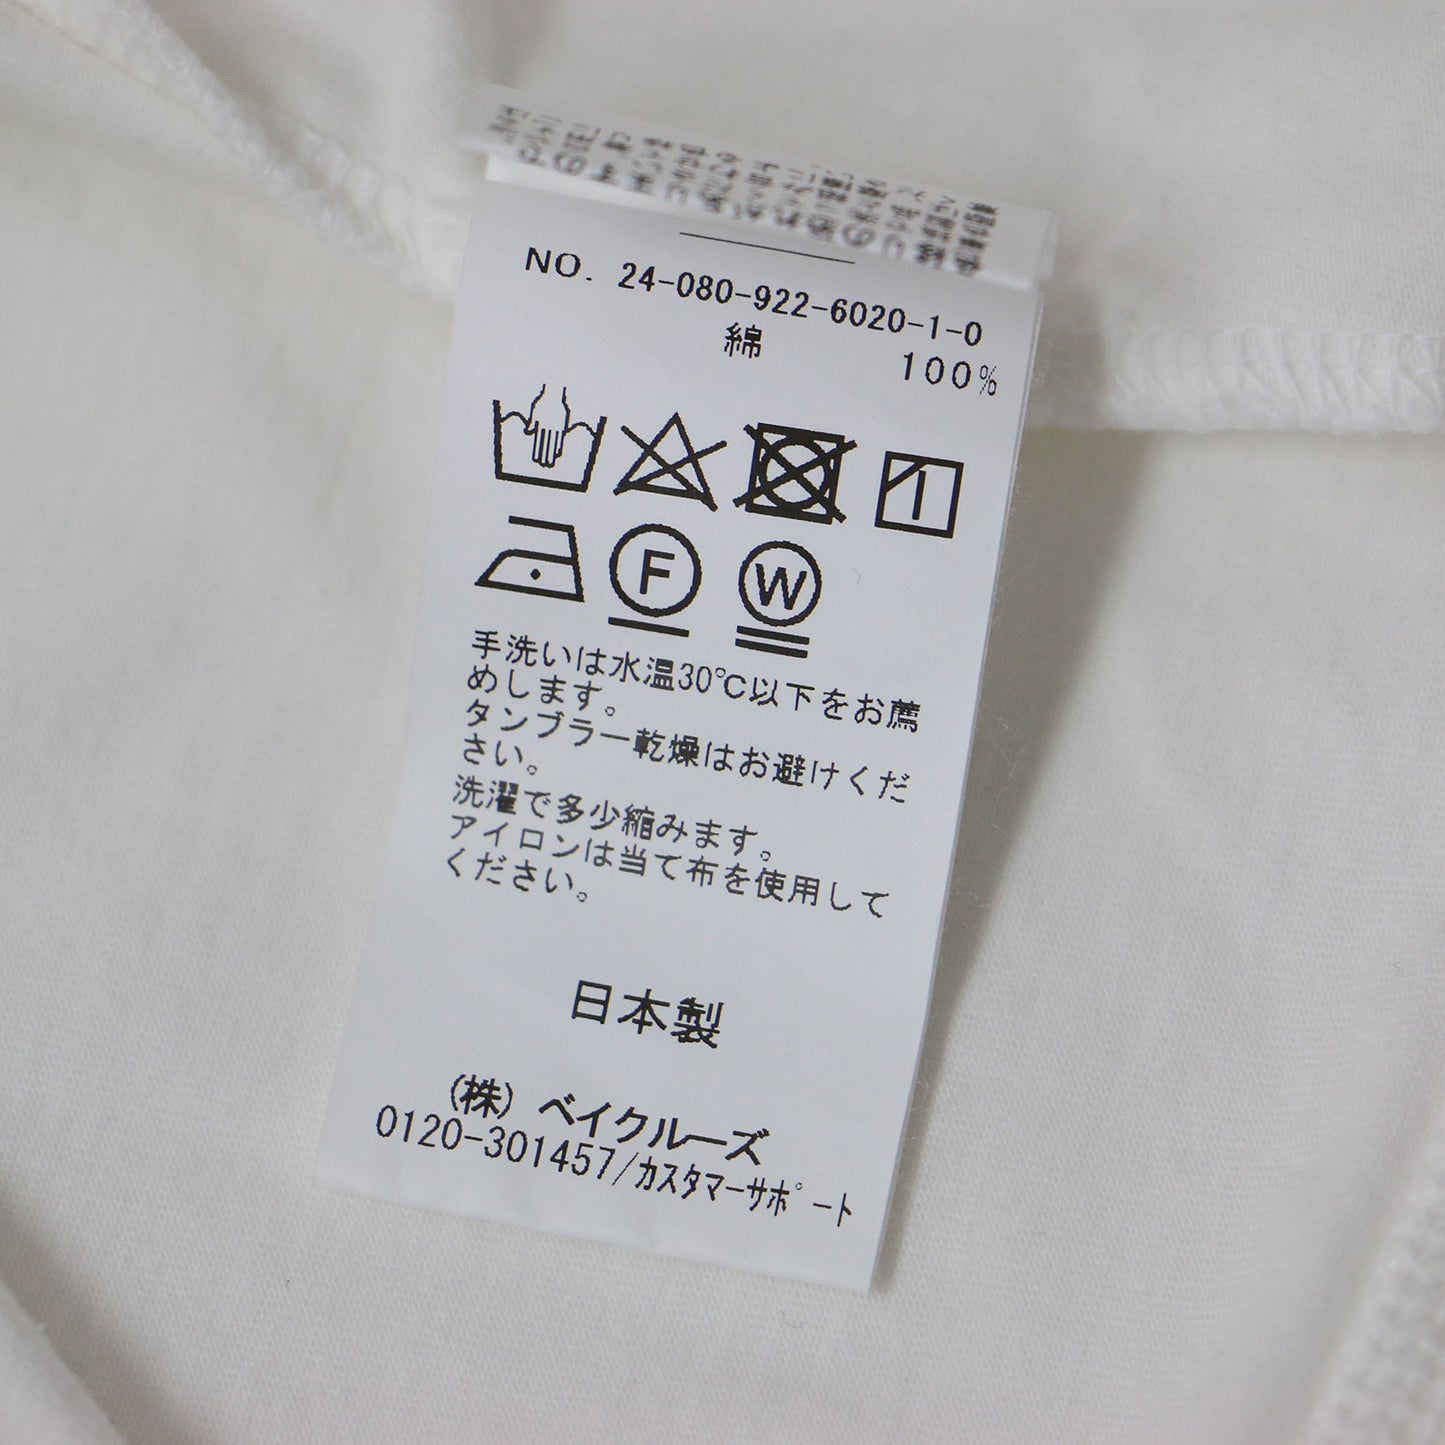 NO. 24-080-922-6020-1-0
綿 100%
F W
手洗いは水温30℃以下をお薦
めします。
タンブラー乾燥はお避けくだ
さい。
洗濯で多少縮みます。
アイロンは当て布を使用して
ください。
日本製
(株) ベイクルーズ
0120-301457/カスタマーサポート